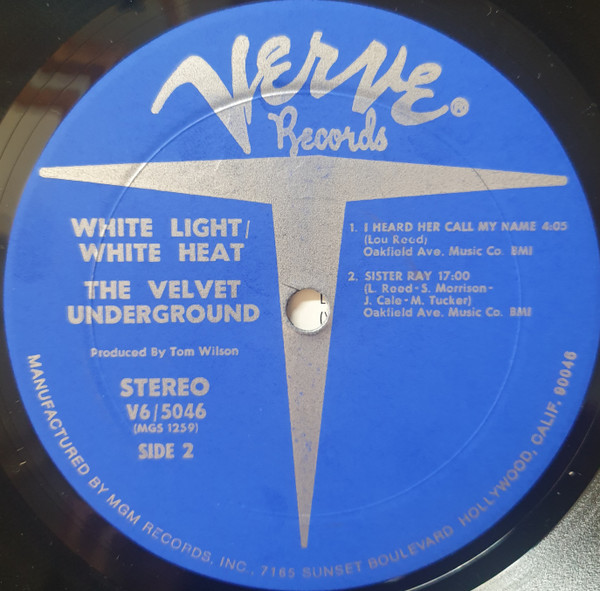 Verve®
Records
WHITE LIGHT/
WHITE HEAT
THE VELVET
UNDERGROUND
Produced By Tom Wilson
STEREO
V6/5046
(MGS 1259)
SIDE 2
1. I HEARD HER CALL MY NAME 4:05
(Lou Reed)
Oakfield Ave. Music Co. BMI
2. SISTER RAY 17:00
(L. Reed-S. Morrison-
J. Cale-M. Tucker)
Oakfield Ave. Music Co. BMI
MANUFACTURED BY MGM RECORDS, INC., 7165 SUNSET BOULEVARD HOLLYWOOD, CALIF. 90046